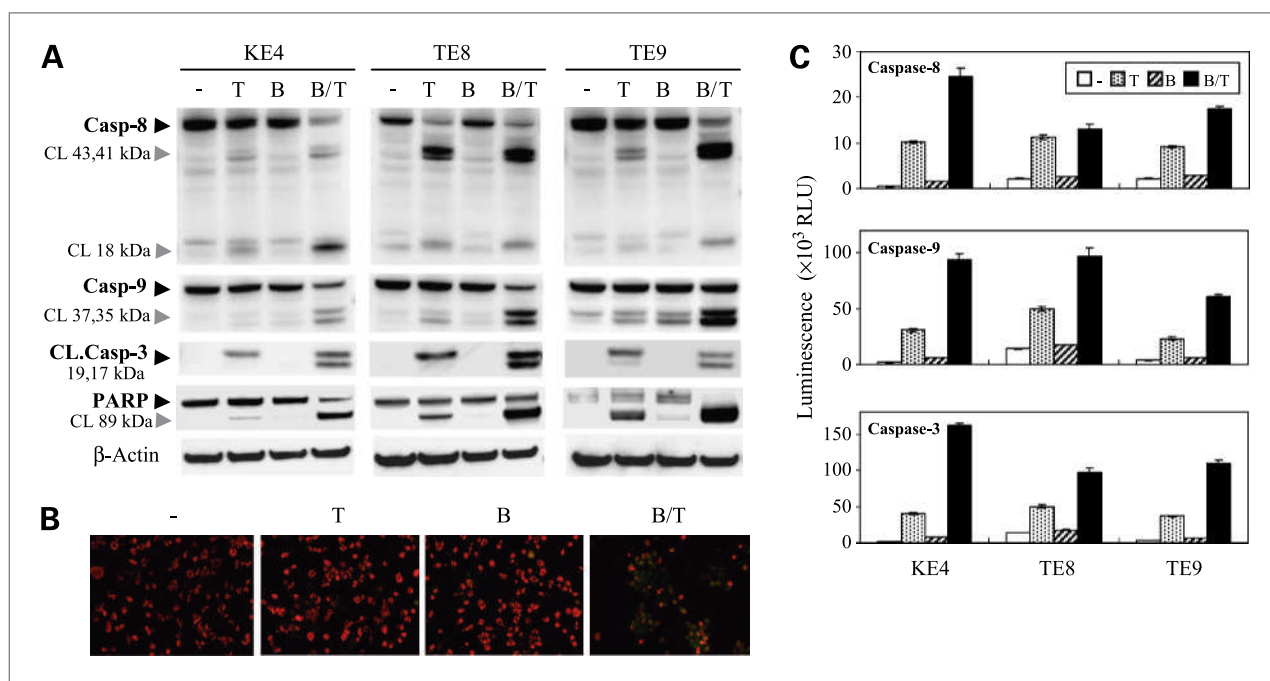 A
KE4 TE8 TE9
- T B B/T - T B B/T - T B B/T
Casp-8
CL 43,41 kDa
CL 18 kDa
Casp-9
CL 37,35 kDa
CL.Casp-3
19,17 kDa
PARP
CL 89 kDa
β-Actin
B
- T B B/T
C
Luminescence (×10³ RLU)
Caspase-8
- T B B/T
30
20
10
0
Caspase-9
100
50
0
Caspase-3
150
100
50
0
KE4 TE8 TE9